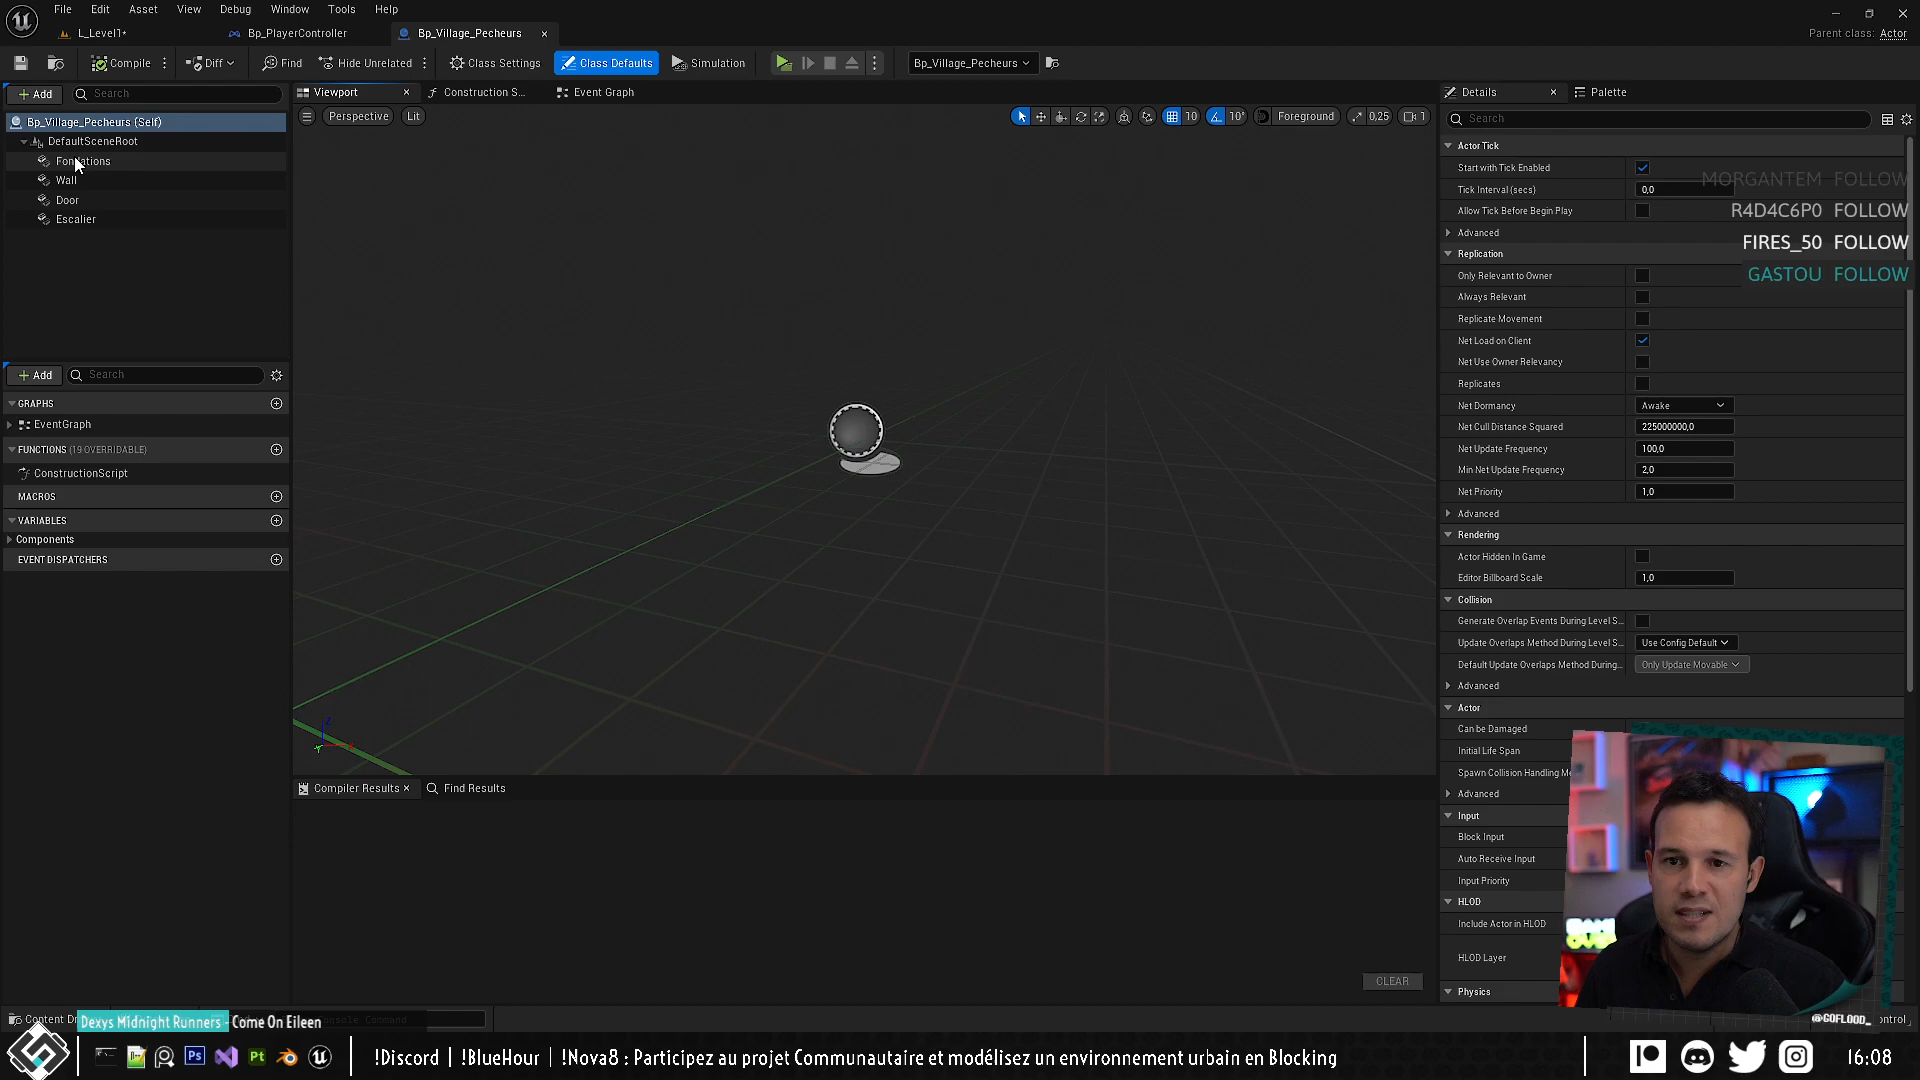 File Edit Asset View Debug Window Tools Help
L_Level1* Bp_PlayerController Bp_Village_Pecheurs
Parent class: Actor
Compile Diff Find Hide Unrelated Class Settings Class Defaults Simulation Bp_Village_Pecheurs
Add Search
Viewport Construction S... Event Graph
Details Palette
Perspective Lit
10 10° Foreground 0,25 1
Search
Bp_Village_Pecheurs (Self)
DefaultSceneRoot
Fondations
Wall
Door
Escalier
Actor Tick
Start with Tick Enabled
Tick Interval (secs) 0,0
Allow Tick Before Begin Play
Advanced
MORGANTEM FOLLOW
R4D4C6P0 FOLLOW
FIRES_50 FOLLOW
GASTOU FOLLOW
Replication
Only Relevant to Owner
Always Relevant
Replicate Movement
Net Load on Client
Net Use Owner Relevancy
Replicates
Net Dormancy Awake
Net Cull Distance Squared 225000000,0
Net Update Frequency 100,0
Min Net Update Frequency 2,0
Net Priority 1,0
Advanced
Rendering
Actor Hidden In Game
Editor Billboard Scale 1,0
Collision
Generate Overlap Events During Level S...
Update Overlaps Method During Level S... Use Config Default
Default Update Overlaps Method During... Only Update Movable
Advanced
Actor
Can be Damaged
Initial Life Span
Spawn Collision Handling Me
Advanced
Input
Block Input
Auto Receive Input
Input Priority
HLOD
Include Actor in HLOD
HLOD Layer
Physics
Add Search
GRAPHS
EventGraph
FUNCTIONS (19 OVERRIDABLE)
ConstructionScript
MACROS
VARIABLES
Components
EVENT DISPATCHERS
Compiler Results Find Results
CLEAR
Content Dr
Console Command
Dexys Midnight Runners - Come On Eileen
@GOFLOOD_
ontrol
!Discord | !BlueHour | !Nova8 : Participez au projet Communautaire et modélisez un environnement urbain en Blocking
Ps Pt
16:08